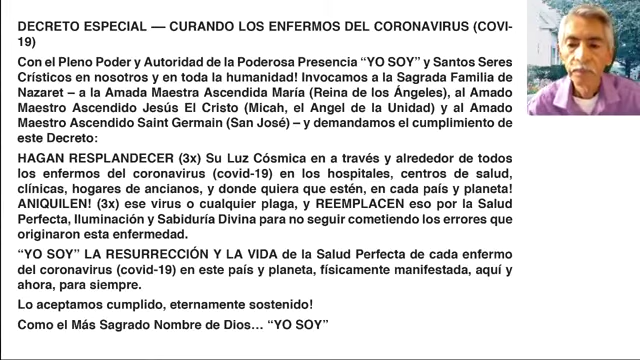 DECRETO ESPECIAL — CURANDO LOS ENFERMOS DEL CORONAVIRUS (COVI-
19)
Con el Pleno Poder y Autoridad de la Poderosa Presencia “YO SOY” y Santos Seres
Crísticos en nosotros y en toda la humanidad! Invocamos a la Sagrada Familia de
Nazaret – a la Amada Maestra Ascendida María (Reina de los Ángeles), al Amado
Maestro Ascendido Jesús El Cristo (Micah, el Angel de la Unidad) y al Amado
Maestro Ascendido Saint Germain (San José) – y demandamos el cumplimiento de
este Decreto:
HAGAN RESPLANDECER (3x) Su Luz Cósmica en a través y alrededor de todos
los enfermos del coronavirus (covid-19) en los hospitales, centros de salud,
clínicas, hogares de ancianos, y donde quiera que estén, en cada país y planeta!
ANIQUILEN! (3x) ese virus o cualquier plaga, y REEMPLACEN eso por la Salud
Perfecta, Iluminación y Sabiduría Divina para no seguir cometiendo los errores que
originaron esta enfermedad.
“YO SOY” LA RESURRECCIÓN Y LA VIDA de la Salud Perfecta de cada enfermo
del coronavirus (covid-19) en este país y planeta, físicamente manifestada, aquí y
ahora, para siempre.
Lo aceptamos cumplido, eternamente sostenido!
Como el Más Sagrado Nombre de Dios… “YO SOY”